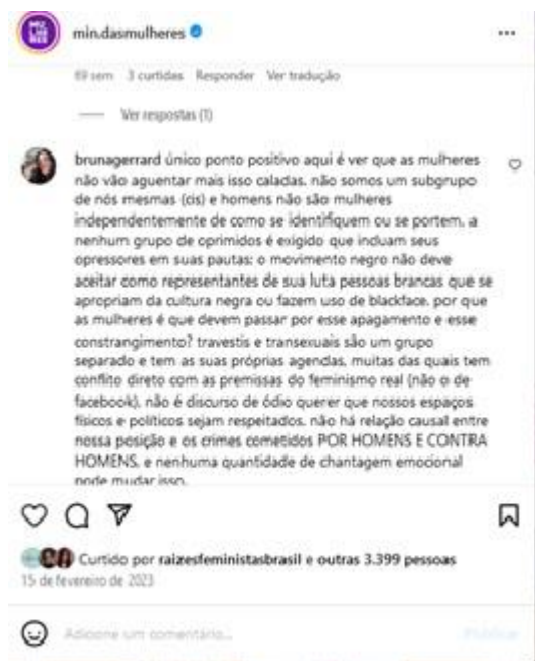 MU
LHE
RES
min.dasmulheres
69 sem 3 curtidas Responder Ver tradução
Ver respostas (1)
brunagerrard único ponto positivo aqui é ver que as mulheres
não vão aguentar mais isso caladas. não somos um subgrupo
de nós mesmas (cis) e homens não são mulheres
independentemente de como se identifiquem ou se portem. a
nenhum grupo de oprimidos é exigido que incluam seus
opressores em suas pautas: o movimento negro não deve
aceitar como representantes de sua luta pessoas brancas que se
apropriam da cultura negra ou fazem uso de blackface. por que
as mulheres é que devem passar por esse apagamento e esse
constrangimento? travestis e transexuais são um grupo
separado e tem as suas próprias agendas, muitas das quais tem
conflito direto com as premissas do feminismo real (não o de
facebook). não é discurso de ódio querer que nossos espaços
físicos e políticos sejam respeitados. não há relação causall entre
nossa posição e os crimes cometidos POR HOMENS E CONTRA
HOMENS. e nenhuma quantidade de chantagem emocional
pode mudar isso.
Curtido por raizesfeministasbrasil e outras 3.399 pessoas
15 de fevereiro de 2023
Adicione um comentário...
Publicar